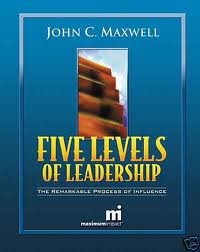 JOHN C. MAXWELL
FIVE LEVELS
OF LEADERSHIP
THE REMARKABLE PROCESS OF INFLUENCE
mi
maximumimpact